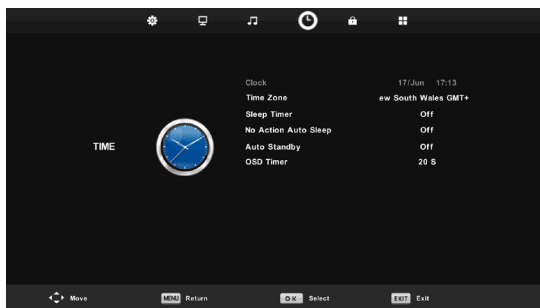 Clock 17/Jun 17:13
Time Zone ew South Wales GMT+
Sleep Timer Off
No Action Auto Sleep Off
TIME
Auto Standby Off
OSD Timer 20 S
Move MENU Return OK Select EXIT Exit